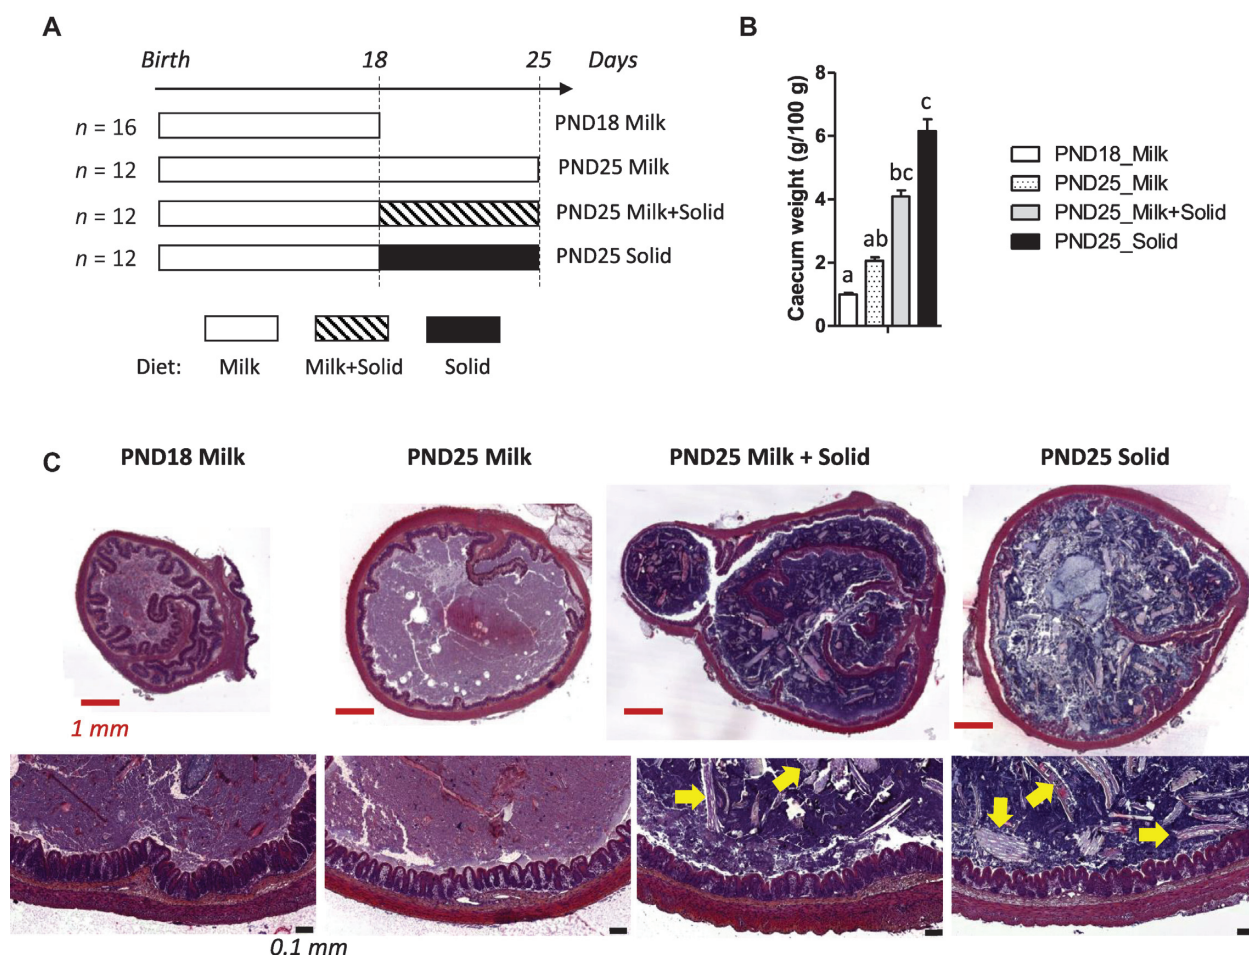 A
Birth 18 25 Days
n = 16 PND18 Milk
n = 12 PND25 Milk
n = 12 PND25 Milk+Solid
n = 12 PND25 Solid
Diet: Milk Milk+Solid Solid
B
Caecum weight (g/100 g)
8
6
4
2
0
a
ab
bc
c
PND18_Milk
PND25_Milk
PND25_Milk+Solid
PND25_Solid
C
PND18 Milk PND25 Milk PND25 Milk + Solid PND25 Solid
1 mm
0.1 mm